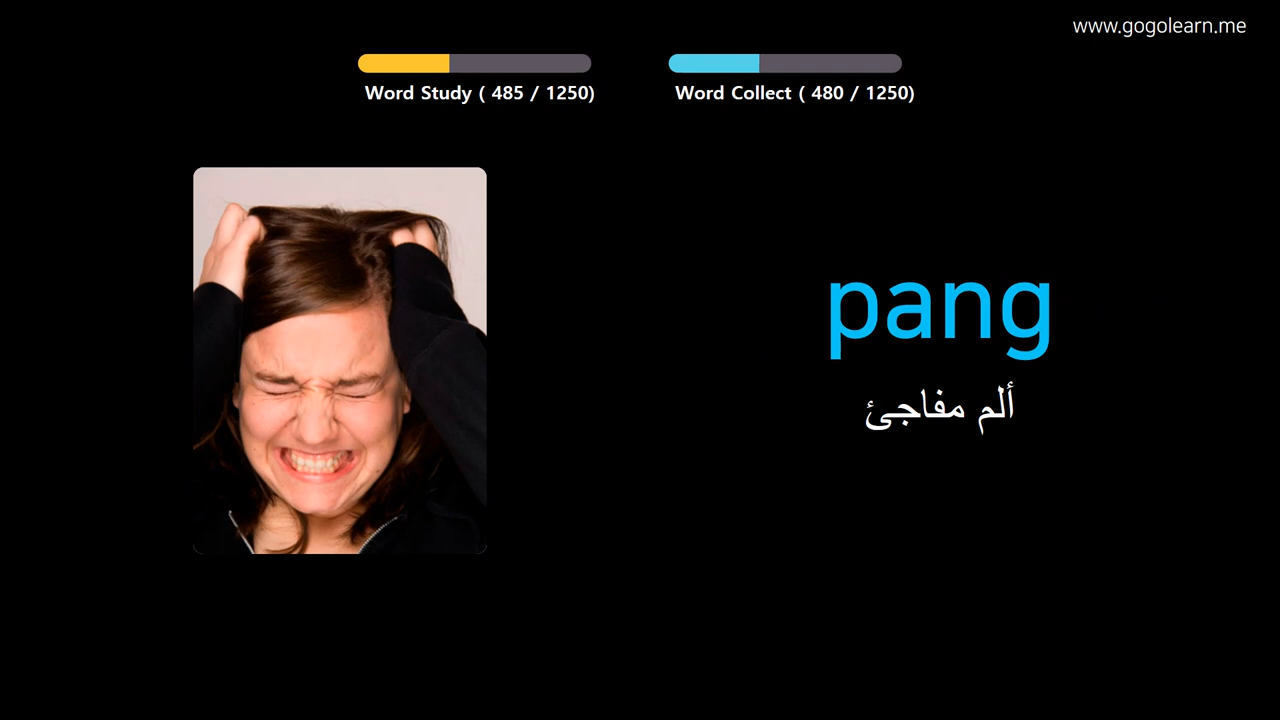 www.gogolearn.me
Word Study ( 485 / 1250)
Word Collect ( 480 / 1250)
pang
ألم مفاجئ